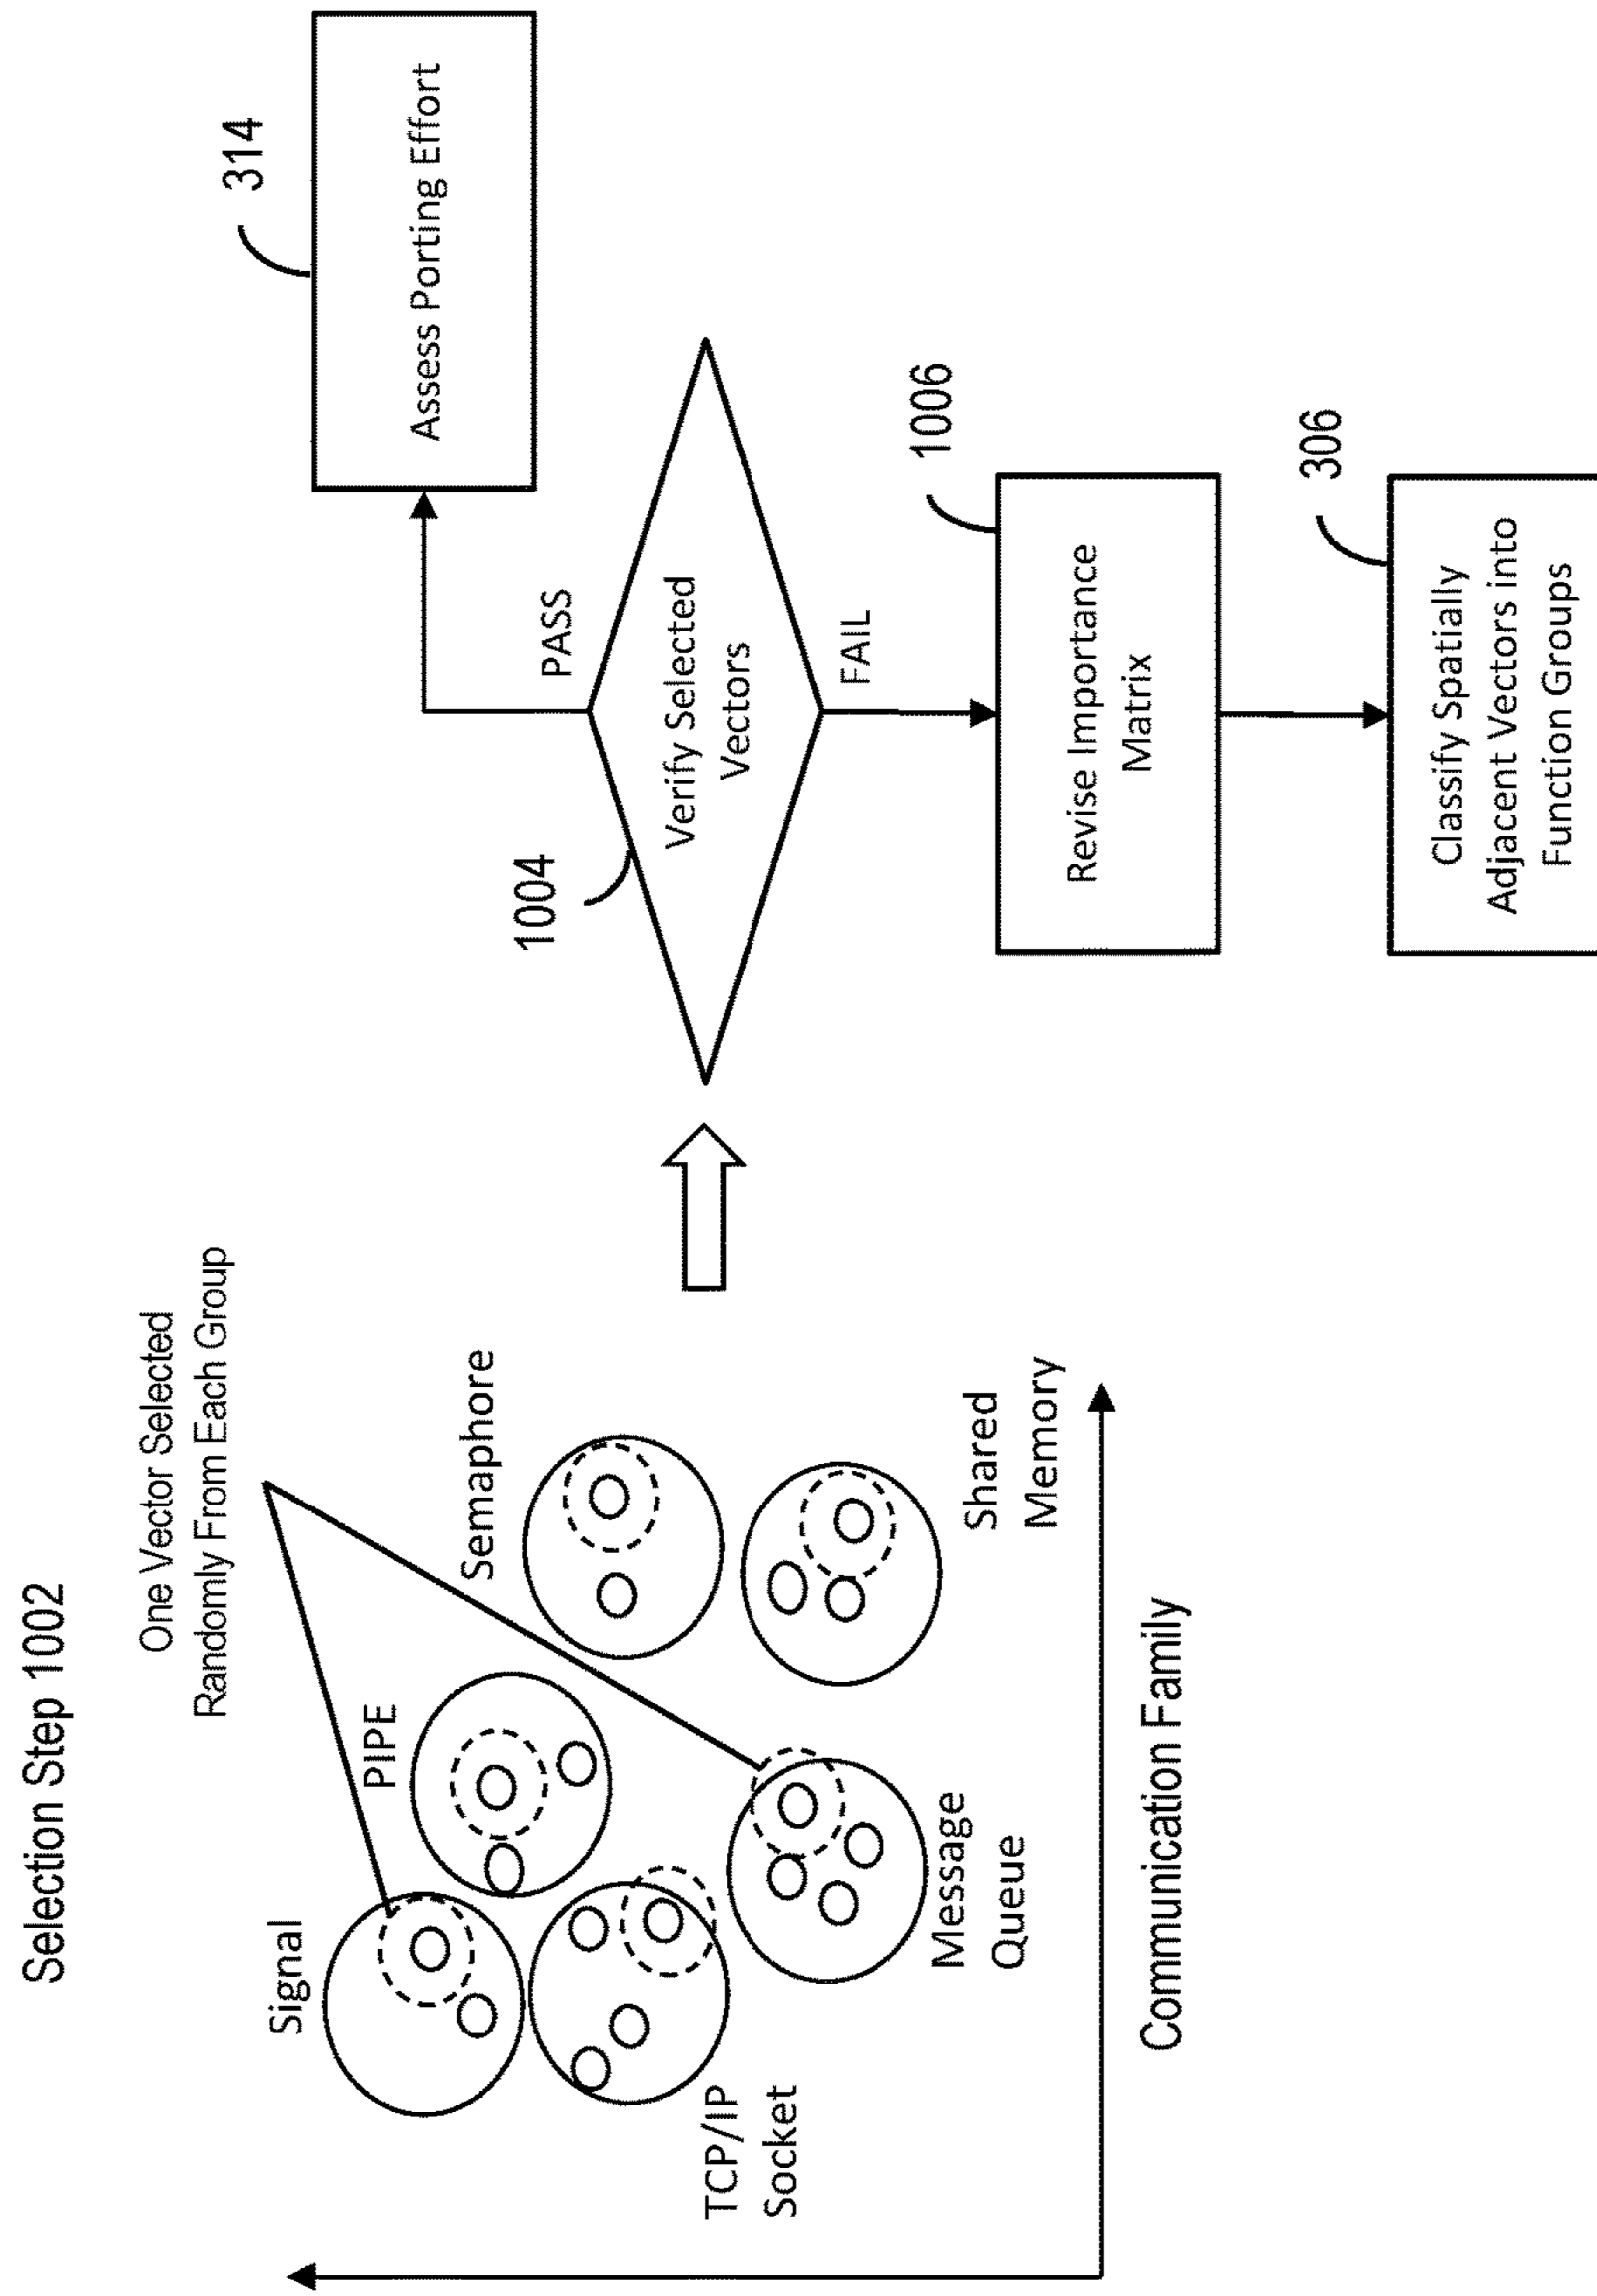 Selection Step 1002
One Vector Selected
Randomly From Each Group
Signal
PIPE
Semaphore
TCP/IP
Socket
Message
Queue
Shared
Memory
Communication Family
1004
Verify Selected
Vectors
PASS
314
Assess Porting Effort
FAIL
1006
Revise Importance
Matrix
306
Classify Spatially
Adjacent Vectors into
Function Groups